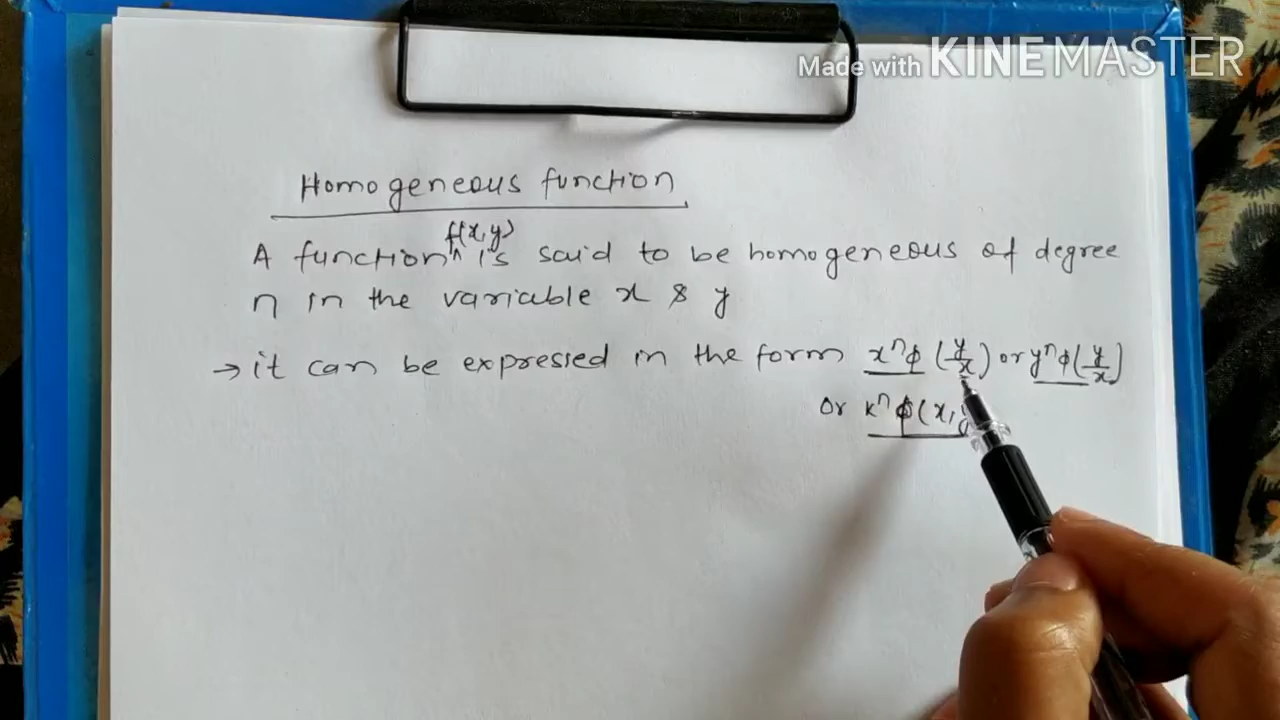 Made with KINEMASTER
Homogeneous function
f(x,y)
A function ^ is said to be homogeneous of degree
n in the variable x & y
→ it can be expressed in the form xⁿϕ (y/x) or yⁿϕ(y/x)
or kⁿϕ(x,y